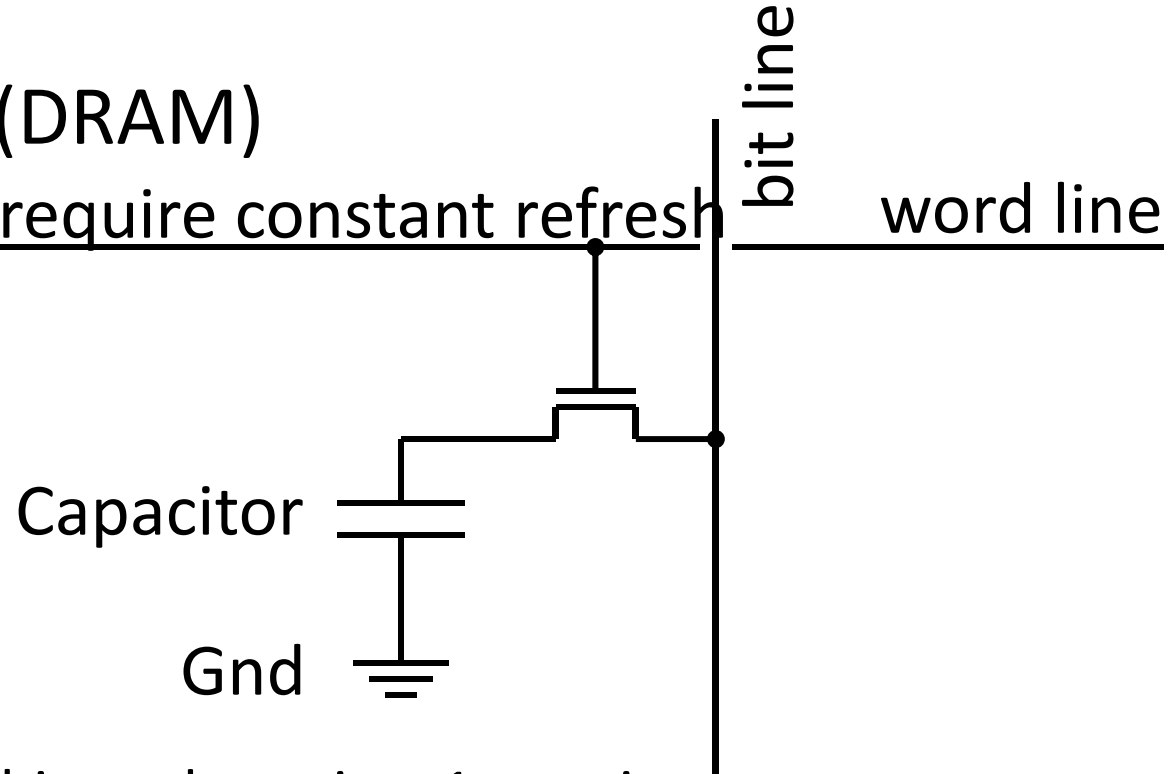 bit line
(DRAM)
require constant refresh
word line
Capacitor
Gnd